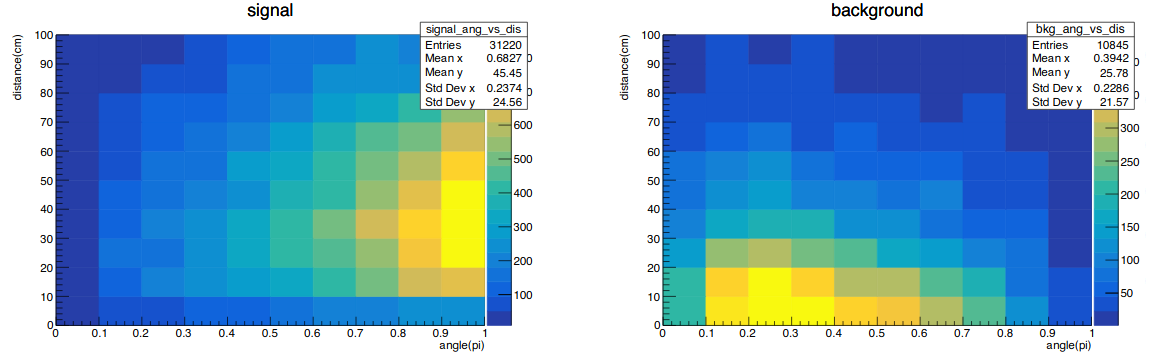 signal
signal_ang_vs_dis
Entries 31220
Mean x 0.6827
Mean y 45.45
Std Dev x 0.2374
Std Dev y 24.56
distance(cm)
100
90
80
70
60
50
40
30
20
10
0
0 0.1 0.2 0.3 0.4 0.5 0.6 0.7 0.8 0.9 1
angle(pi)
600
500
400
300
200
100
background
bkg_ang_vs_dis
Entries 10845
Mean x 0.3942
Mean y 25.78
Std Dev x 0.2286
Std Dev y 21.57
distance(cm)
100
90
80
70
60
50
40
30
20
10
0
0 0.1 0.2 0.3 0.4 0.5 0.6 0.7 0.8 0.9 1
angle(pi)
300
250
200
150
100
50